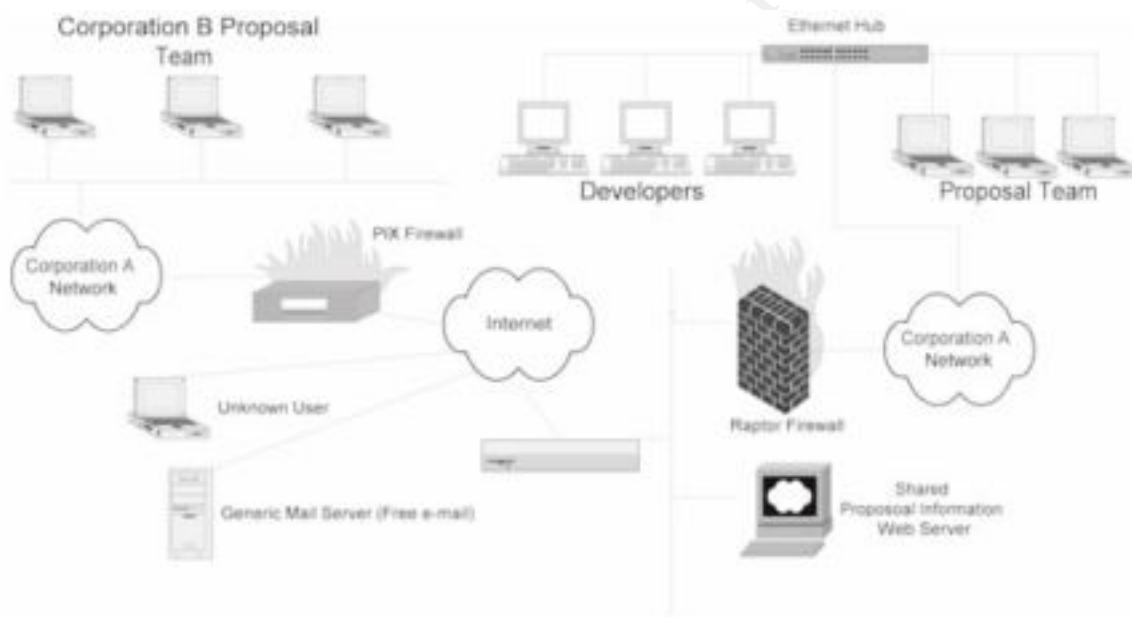 Corporation B Proposal
Team
Ethernet Hub
Developers
Proposal Team
PIX Firewall
Corporation A
Network
Internet
Corporation A
Network
Unknown User
Raptor Firewall
Generic Mail Server (Free e-mail)
Shared
Proposoal Information
Web Server